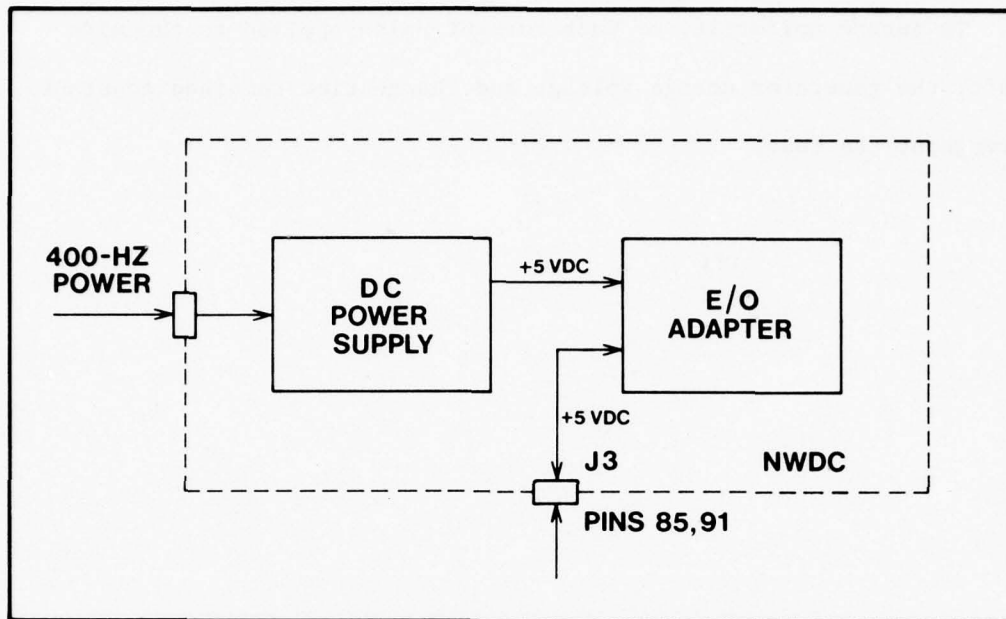 400-HZ
POWER
DC
POWER
SUPPLY
+5 VDC
E/O
ADAPTER
+5 VDC
J3
NWDC
PINS 85,91